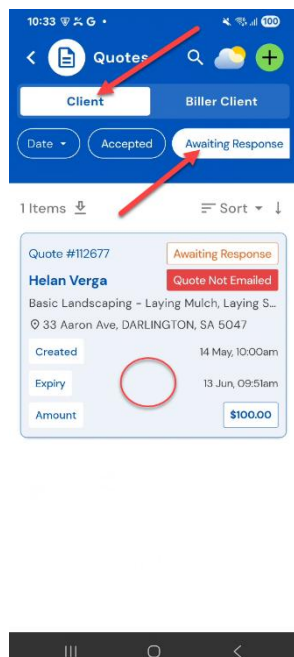 10:33 G • 100
Quotes
Client Biller Client
Date Accepted Awaiting Response
1 Items Sort
Quote #112677 Awaiting Response
Helan Verga Quote Not Emailed
Basic Landscaping - Laying Mulch, Laying S...
33 Aaron Ave, DARLINGTON, SA 5047
Created 14 May, 10:00am
Expiry 13 Jun, 09:51am
Amount $100.00